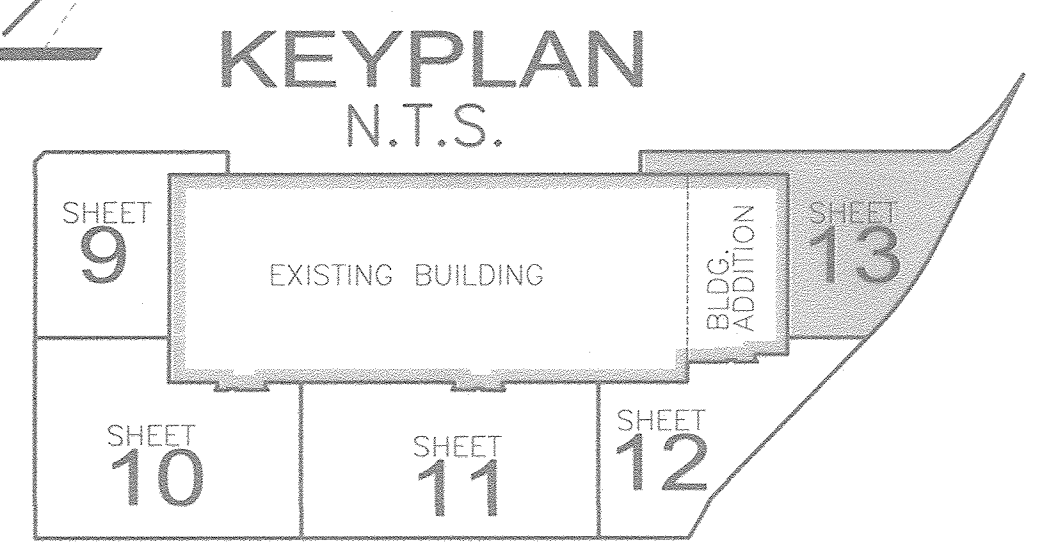 KEYPLAN
N.T.S.
SHEET
9
EXISTING BUILDING
BLDG.
ADDITION
SHEET
13
SHEET
10
SHEET
11
SHEET
12